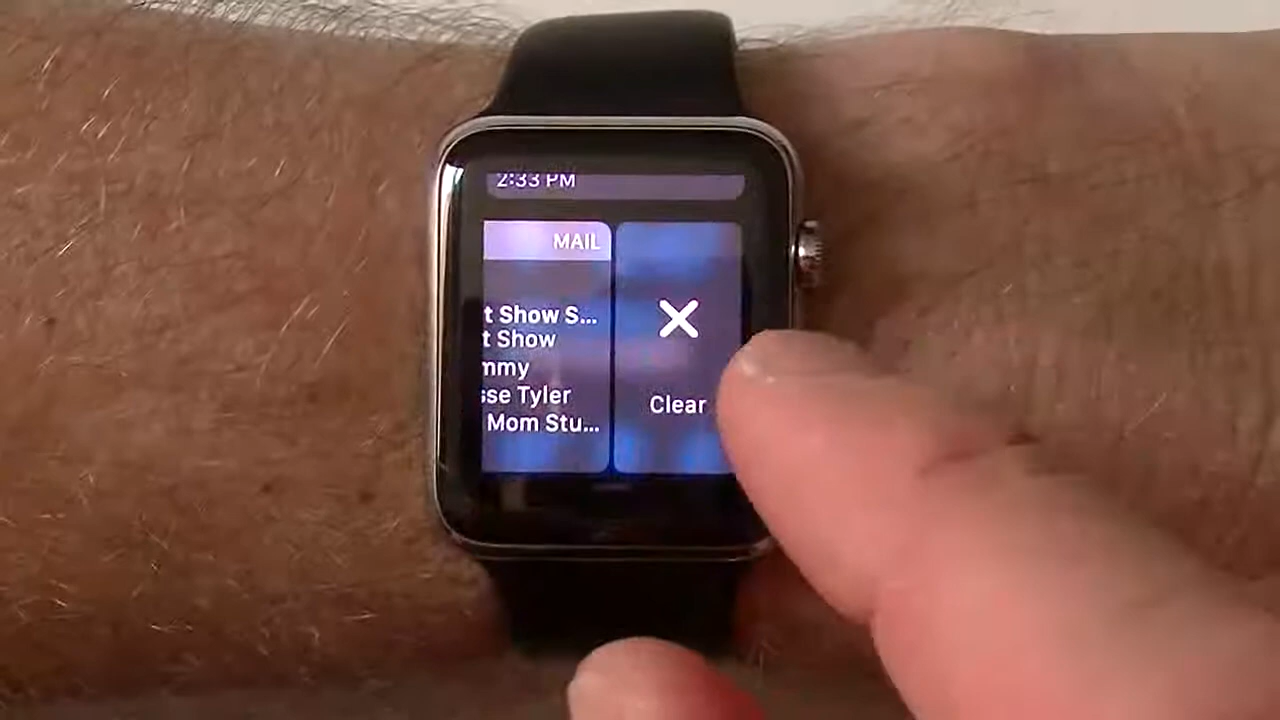 2:33 PM
MAIL
t Show S...
t Show
mmy
sse Tyler
Mom Stu...
Clear